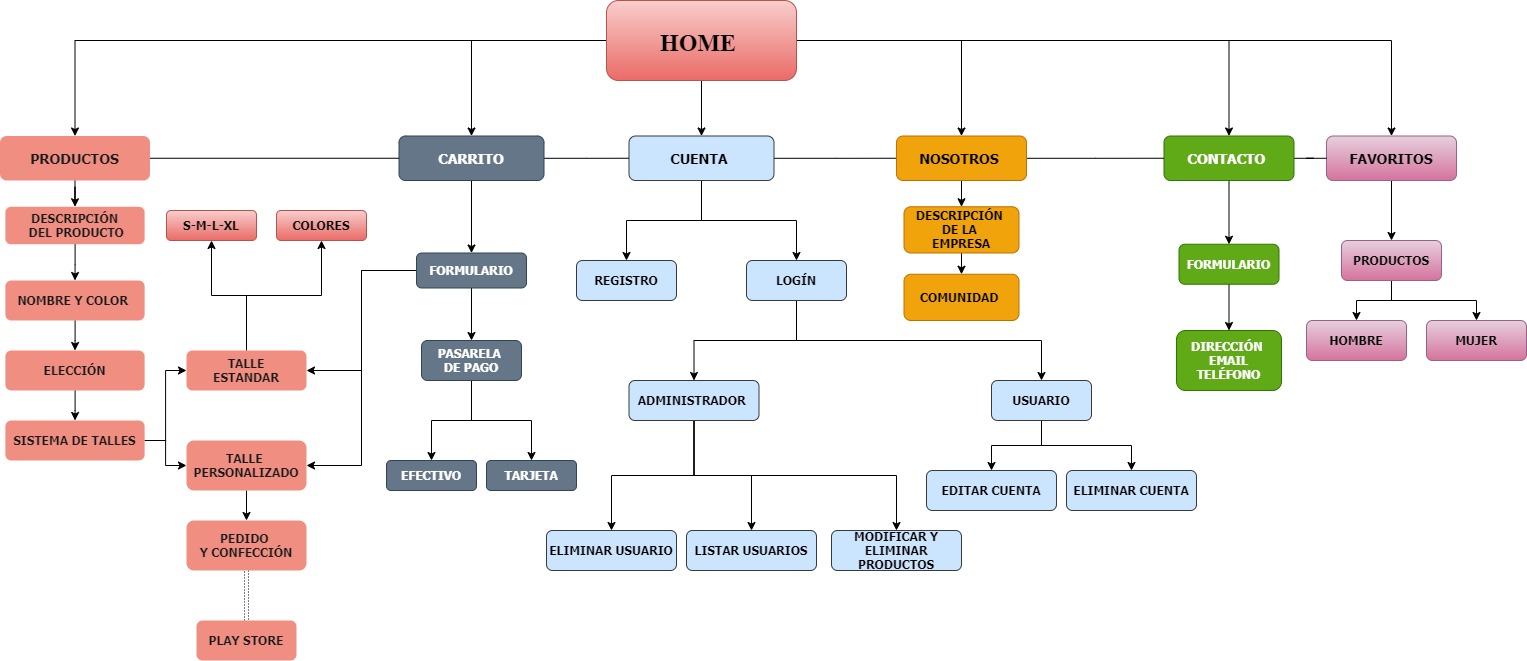 HOME
PRODUCTOS
CARRITO
CUENTA
NOSOTROS
CONTACTO
FAVORITOS
DESCRIPCIÓN
DEL PRODUCTO
NOMBRE Y COLOR
ELECCIÓN
SISTEMA DE TALLES
S-M-L-XL
COLORES
TALLE
ESTANDAR
TALLE
PERSONALIZADO
PEDIDO
Y CONFECCIÓN
PLAY STORE
FORMULARIO
PASARELA
DE PAGO
EFECTIVO
TARJETA
REGISTRO
LOGÍN
ADMINISTRADOR
USUARIO
ELIMINAR USUARIO
LISTAR USUARIOS
MODIFICAR Y
ELIMINAR
PRODUCTOS
EDITAR CUENTA
ELIMINAR CUENTA
DESCRIPCIÓN
DE LA
EMPRESA
COMUNIDAD
FORMULARIO
DIRECCIÓN
EMAIL
TELÉFONO
PRODUCTOS
HOMBRE
MUJER